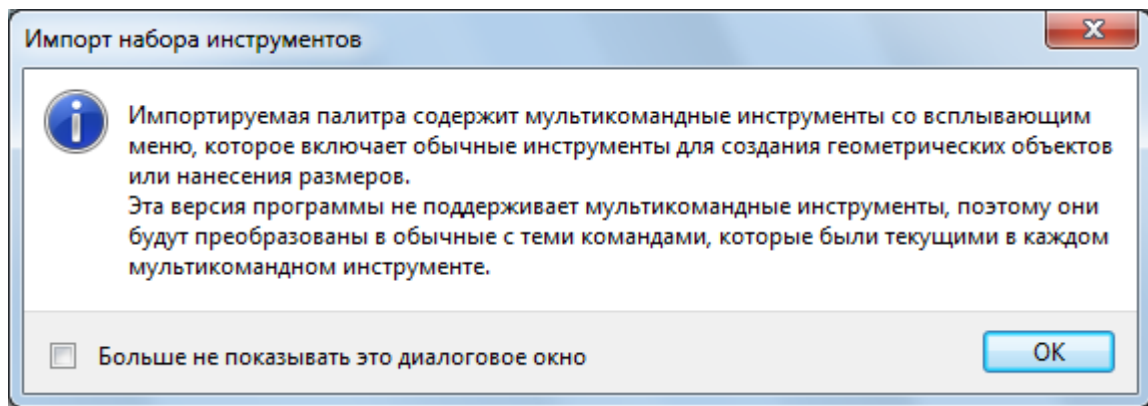 Импорт набора инструментов
Импортируемая палитра содержит мультикомандные инструменты со всплывающим
меню, которое включает обычные инструменты для создания геометрических объектов
или нанесения размеров.
Эта версия программы не поддерживает мультикомандные инструменты, поэтому они
будут преобразованы в обычные с теми командами, которые были текущими в каждом
мультикомандном инструменте.
Больше не показывать это диалоговое окно
OK